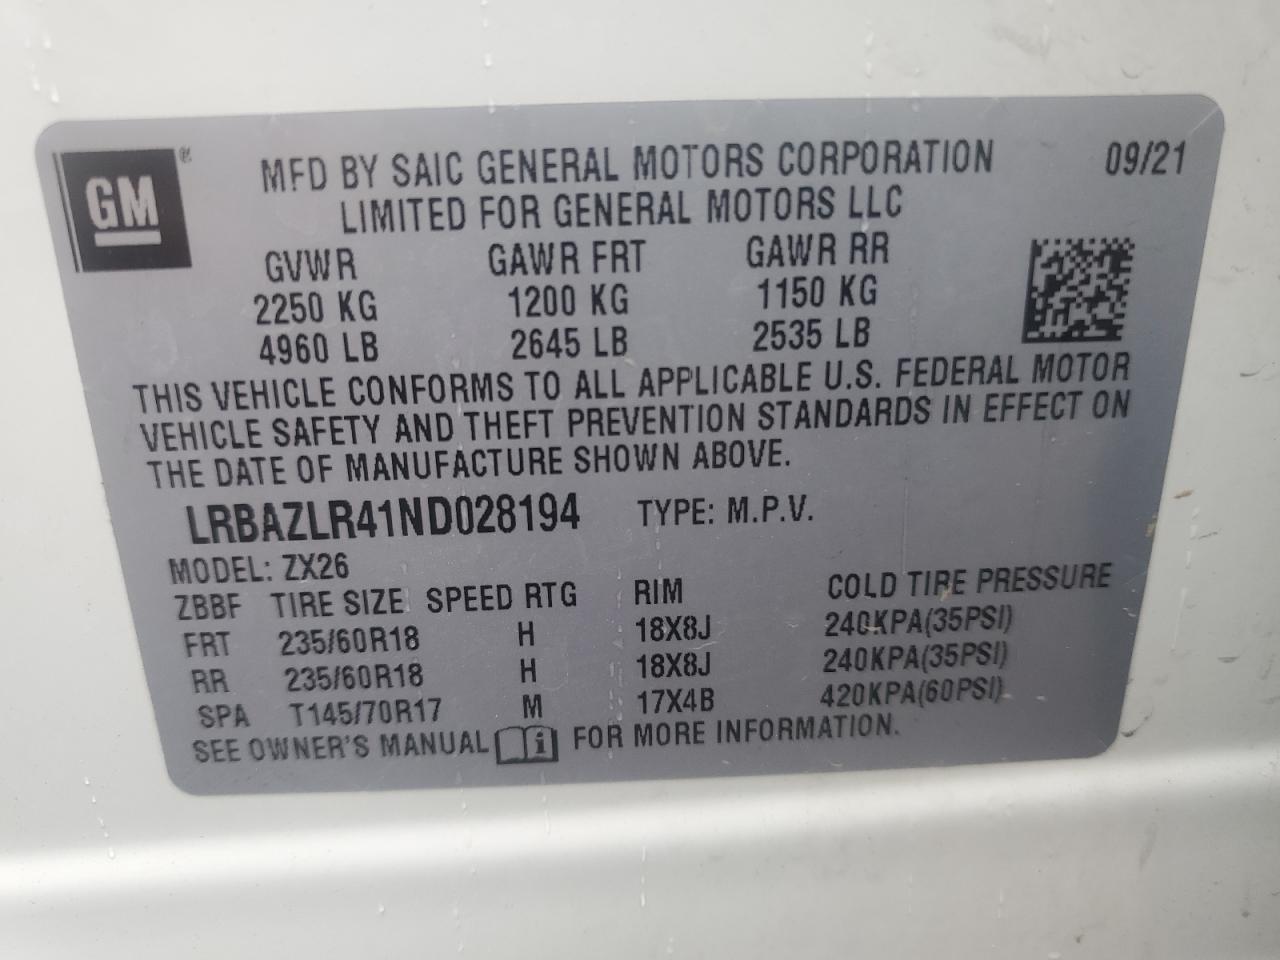 GM ®
MFD BY SAIC GENERAL MOTORS CORPORATION 09/21
LIMITED FOR GENERAL MOTORS LLC
GVWR GAWR FRT GAWR RR
2250 KG 1200 KG 1150 KG
4960 LB 2645 LB 2535 LB
THIS VEHICLE CONFORMS TO ALL APPLICABLE U.S. FEDERAL MOTOR
VEHICLE SAFETY AND THEFT PREVENTION STANDARDS IN EFFECT ON
THE DATE OF MANUFACTURE SHOWN ABOVE.
LRBAZLR41ND028194 TYPE: M.P.V.
MODEL: ZX26
ZBBF TIRE SIZE SPEED RTG RIM COLD TIRE PRESSURE
FRT 235/60R18 H 18X8J 240KPA(35PSI)
RR 235/60R18 H 18X8J 240KPA(35PSI)
SPA T145/70R17 M 17X4B 420KPA(60PSI)
SEE OWNER'S MANUAL i FOR MORE INFORMATION.